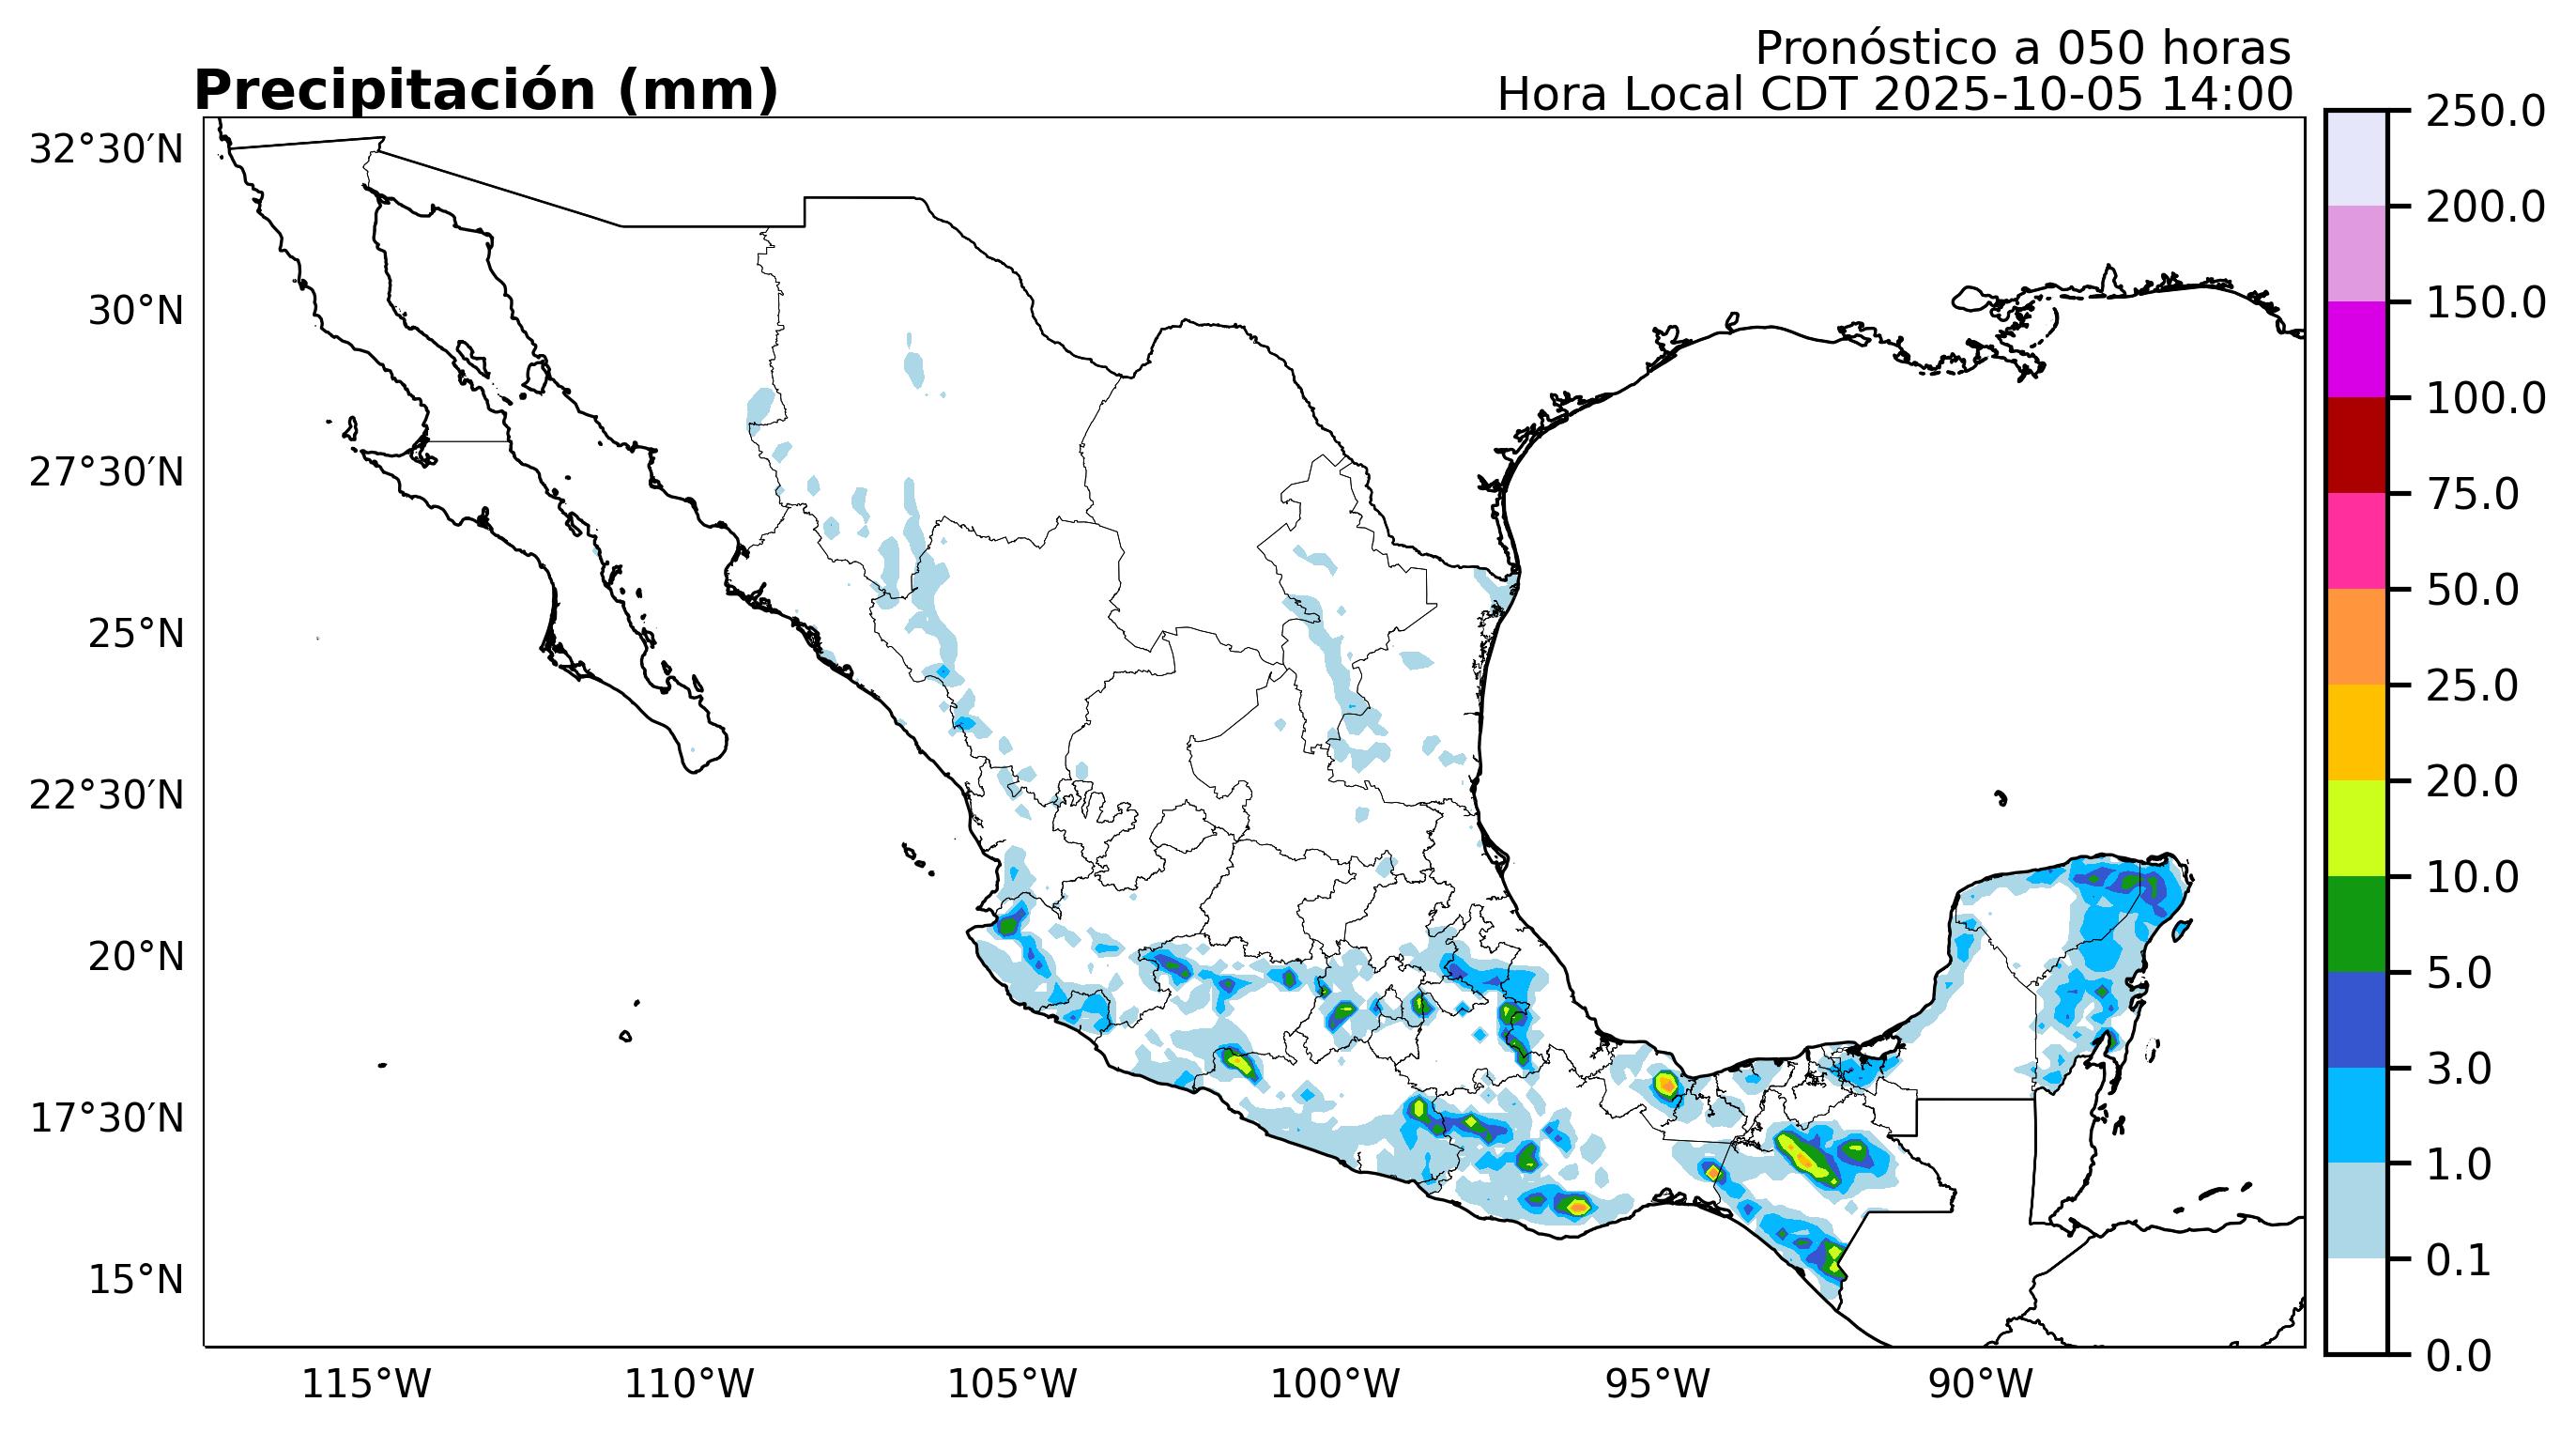 Pronóstico a 050 horas
Precipitación (mm)
Hora Local CDT 2025-10-05 14:00
32°30′N
30°N
27°30′N
25°N
22°30′N
20°N
17°30′N
15°N
115°W
110°W
105°W
100°W
95°W
90°W
250.0
200.0
150.0
100.0
75.0
50.0
25.0
20.0
10.0
5.0
3.0
1.0
0.1
0.0